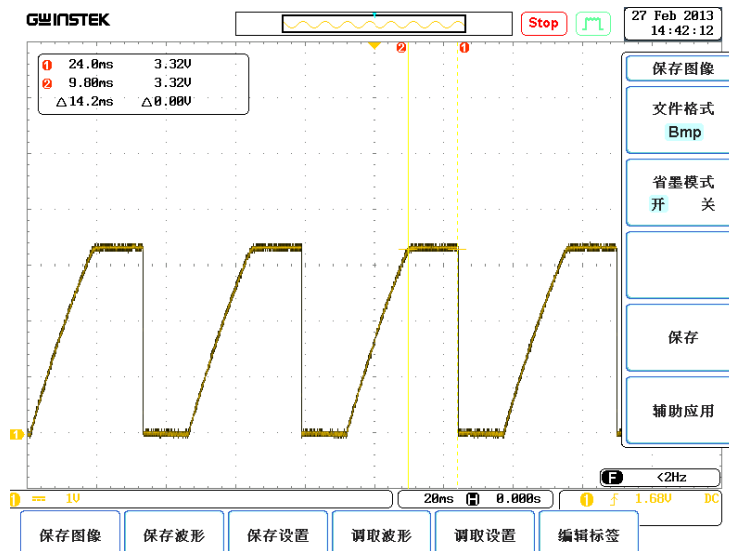 GWINSTEK
Stop
27 Feb 2013
14:42:12
1 24.0ms 3.32V
2 9.80ms 3.32V
△14.2ms △0.00V
2
1
保存图像
文件格式
Bmp
省墨模式
开 关
保存
辅助应用
1
F <2Hz
1 1V
20ms H 0.000s
1 1.68V DC
保存图像
保存波形
保存设置
调取波形
调取设置
编辑标签